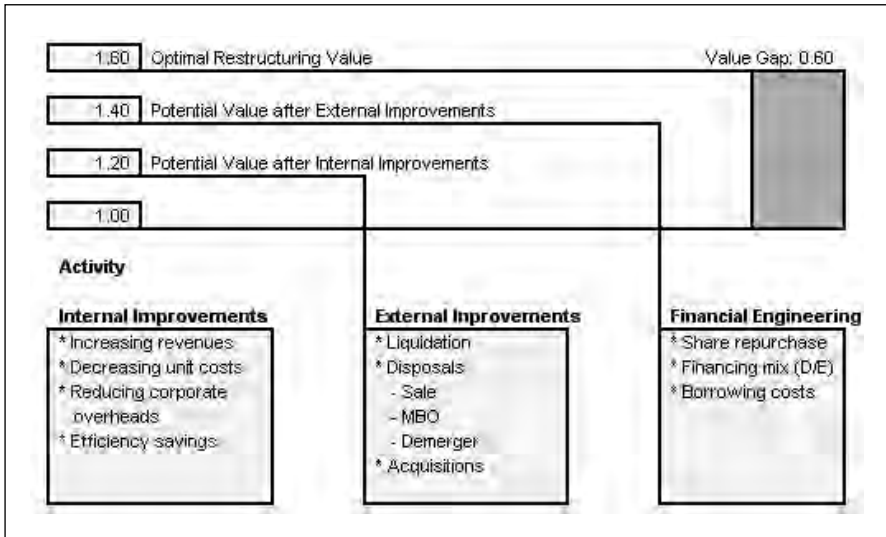 1.60 Optimal Restructuring Value Value Gap: 0.60
1.40 Potential Value after External Improvements
1.20 Potential Value after Internal Improvements
1.00
Activity
Internal Improvements
* Increasing revenues
* Decreasing unit costs
* Reducing corporate
overheads
* Efficiency savings
External Inprovements
* Liquidation
* Disposals
- Sale
- MBO
- Demerger
* Acquisitions
Financial Engineering
* Share repurchase
* Financing mix (D/E)
* Borrowing costs